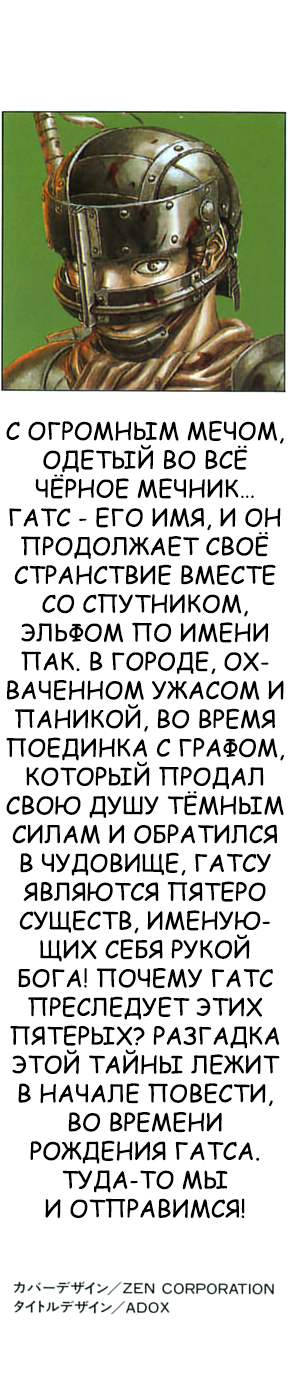 С ОГРОМНЫМ МЕЧОМ,
ОДЕТЫЙ ВО ВСЁ
ЧЁРНОЕ МЕЧНИК...
ГАТС - ЕГО ИМЯ, И ОН
ПРОДОЛЖАЕТ СВОЁ
СТРАНСТВИЕ ВМЕСТЕ
СО СПУТНИКОМ,
ЭЛЬФОМ ПО ИМЕНИ
ПАК. В ГОРОДЕ, ОХ-
ВАЧЕННОМ УЖАСОМ И
ПАНИКОЙ, ВО ВРЕМЯ
ПОЕДИНКА С ГРАФОМ,
КОТОРЫЙ ПРОДАЛ
СВОЮ ДУШУ ТЁМНЫМ
СИЛАМ И ОБРАТИЛСЯ
В ЧУДОВИЩЕ, ГАТСУ
ЯВЛЯЮТСЯ ПЯТЕРО
СУЩЕСТВ, ИМЕНУЮ-
ЩИХ СЕБЯ РУКОЙ
БОГА! ПОЧЕМУ ГАТС
ПРЕСЛЕДУЕТ ЭТИХ
ПЯТЕРЫХ? РАЗГАДКА
ЭТОЙ ТАЙНЫ ЛЕЖИТ
В НАЧАЛЕ ПОВЕСТИ,
ВО ВРЕМЕНИ
РОЖДЕНИЯ ГАТСА.
ТУДА-ТО МЫ
И ОТПРАВИМСЯ!
カバーデザイン／ZEN CORPORATION
タイトルデザイン／ADOX